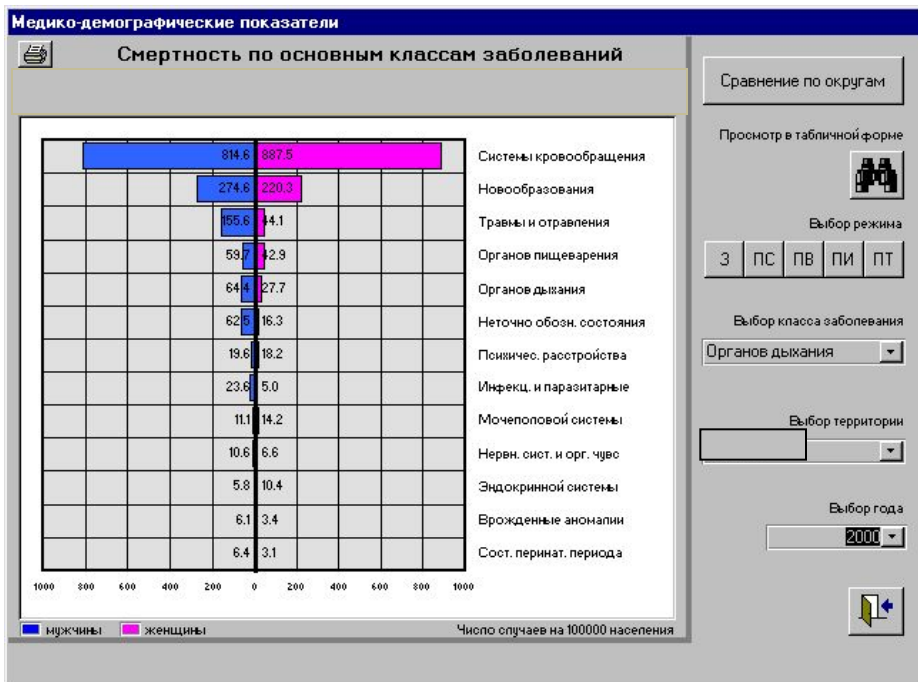 Медико-демографические показатели
Смертность по основным классам заболеваний
814.6 887.5 Системы кровообращения
274.6 220.3 Новообразования
155.6 44.1 Травмы и отравления
59.7 42.9 Органов пищеварения
64.4 27.7 Органов дыхания
62.5 16.3 Неточно обозн. состояния
19.6 18.2 Психичес. расстройства
23.6 5.0 Инфекц. и паразитарные
11.1 14.2 Мочеполовой системы
10.6 6.6 Нервн. сист. и орг. чувс
5.8 10.4 Эндокринной системы
6.1 3.4 Врожденные аномалии
6.4 3.1 Сост. перинат. периода
1000 800 600 400 200 0 200 400 600 800 1000
мужчины женщины Число случаев на 100000 населения
Сравнение по округам
Просмотр в табличной форме
Выбор режима
З ПС ПВ ПИ ПТ
Выбор класса заболевания
Органов дыхания
Выбор территории
Выбор года
2000